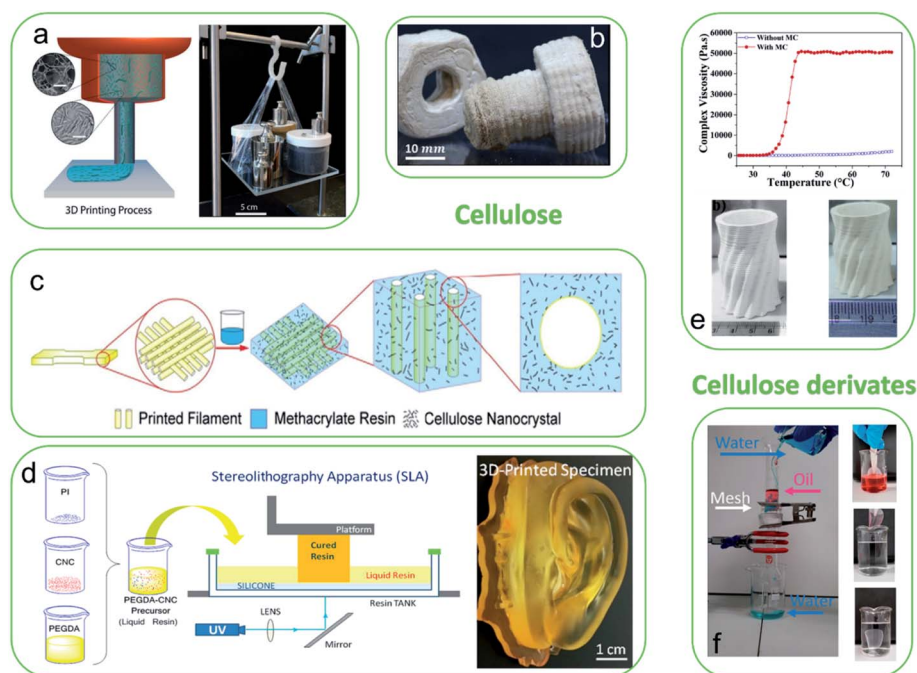 a
3D Printing Process
5 cm
b
10 mm
Cellulose
c
Printed Filament
Methacrylate Resin
Cellulose Nanocrystal
d
PI
CNC
PEGDA
PEGDA-CNC
Precursor
(Liquid Resin)
Stereolithography Apparatus (SLA)
Platform
Cured
Resin
Liquid Resin
SILICONE
Resin TANK
LENS
UV
Mirror
3D-Printed Specimen
1 cm
Without MC
With MC
Complex Viscosity (Pa.s)
60000
50000
40000
30000
20000
10000
0
30
40
50
60
70
Temperature (°C)
b)
e
Cellulose derivates
Water
Oil
Mesh
Water
f